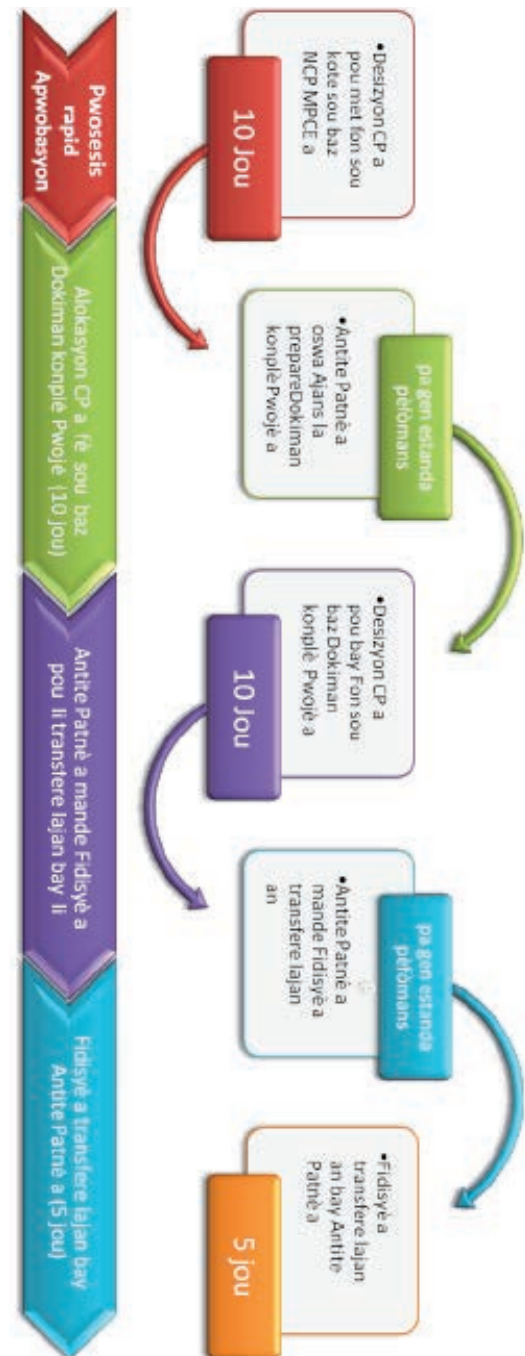 •Desizyon CP a
pou met fon sou
kote sou baz
NCP MPCE a
10 Jou
pa gen estanda
pèfòmans
•Antite Patnè a
oswa Ajans la
prepareDokiman
konplè Pwojè a
•Desizyon CP a
pou bay Fon sou
baz Dokiman
konplè Pwojè a
10 Jou
pa gen estanda
pèfòmans
•Antite Patnè a
mande Fidisyè a
transfere lajan
an
•Fidisyè a
transfere lajan
an bay Antite
Patnè a
5 jou
Pwosesis
rapid
Apwobasyon
Alokasyon CP a fè sou baz
Dokiman konplè Pwojè (10 jou)
Antite Patnè a mande Fidisyè a
pou li transfere lajan bay li
Fidisyè a transfere lajan bay
Antite Patnè a (5 jou)